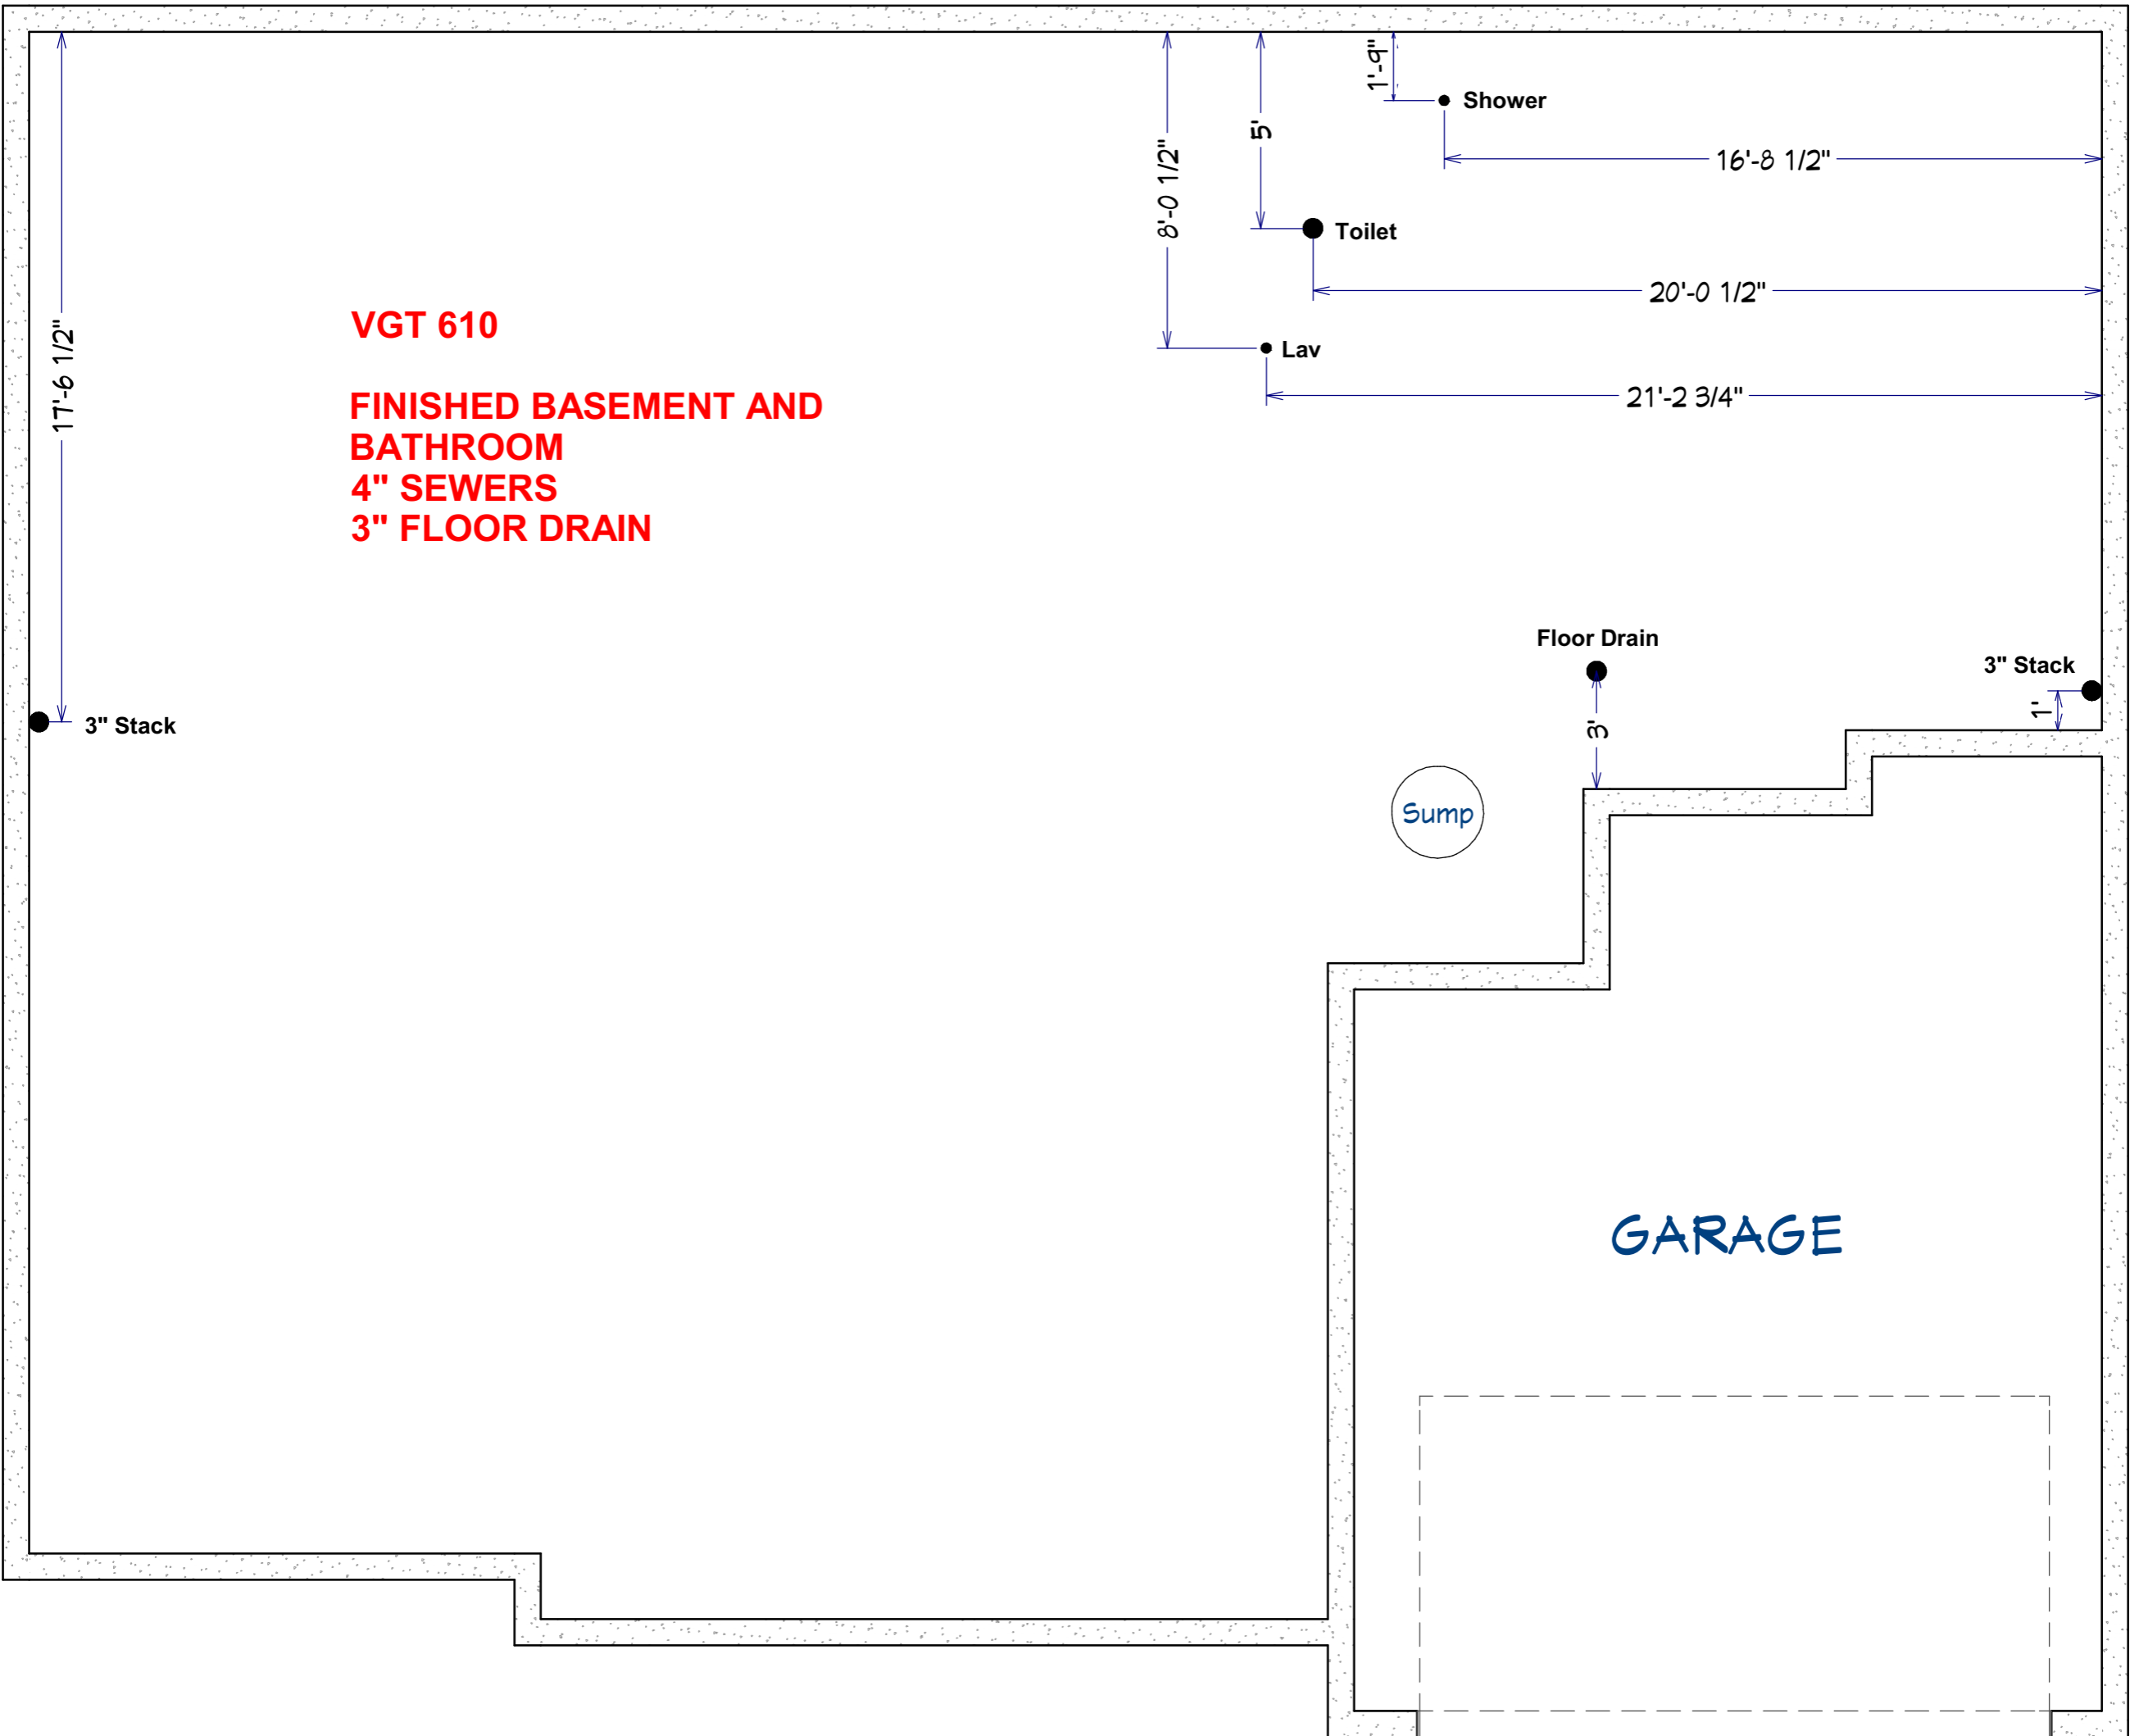 1'-9"
Shower
5'
8'-0 1/2"
16'-8 1/2"
Toilet
20'-0 1/2"
17'-6 1/2"
VGT 610
Lav
21'-2 3/4"
FINISHED BASEMENT AND
BATHROOM
4" SEWERS
3" FLOOR DRAIN
Floor Drain
3" Stack
1'
3" Stack
3'
Sump
GARAGE